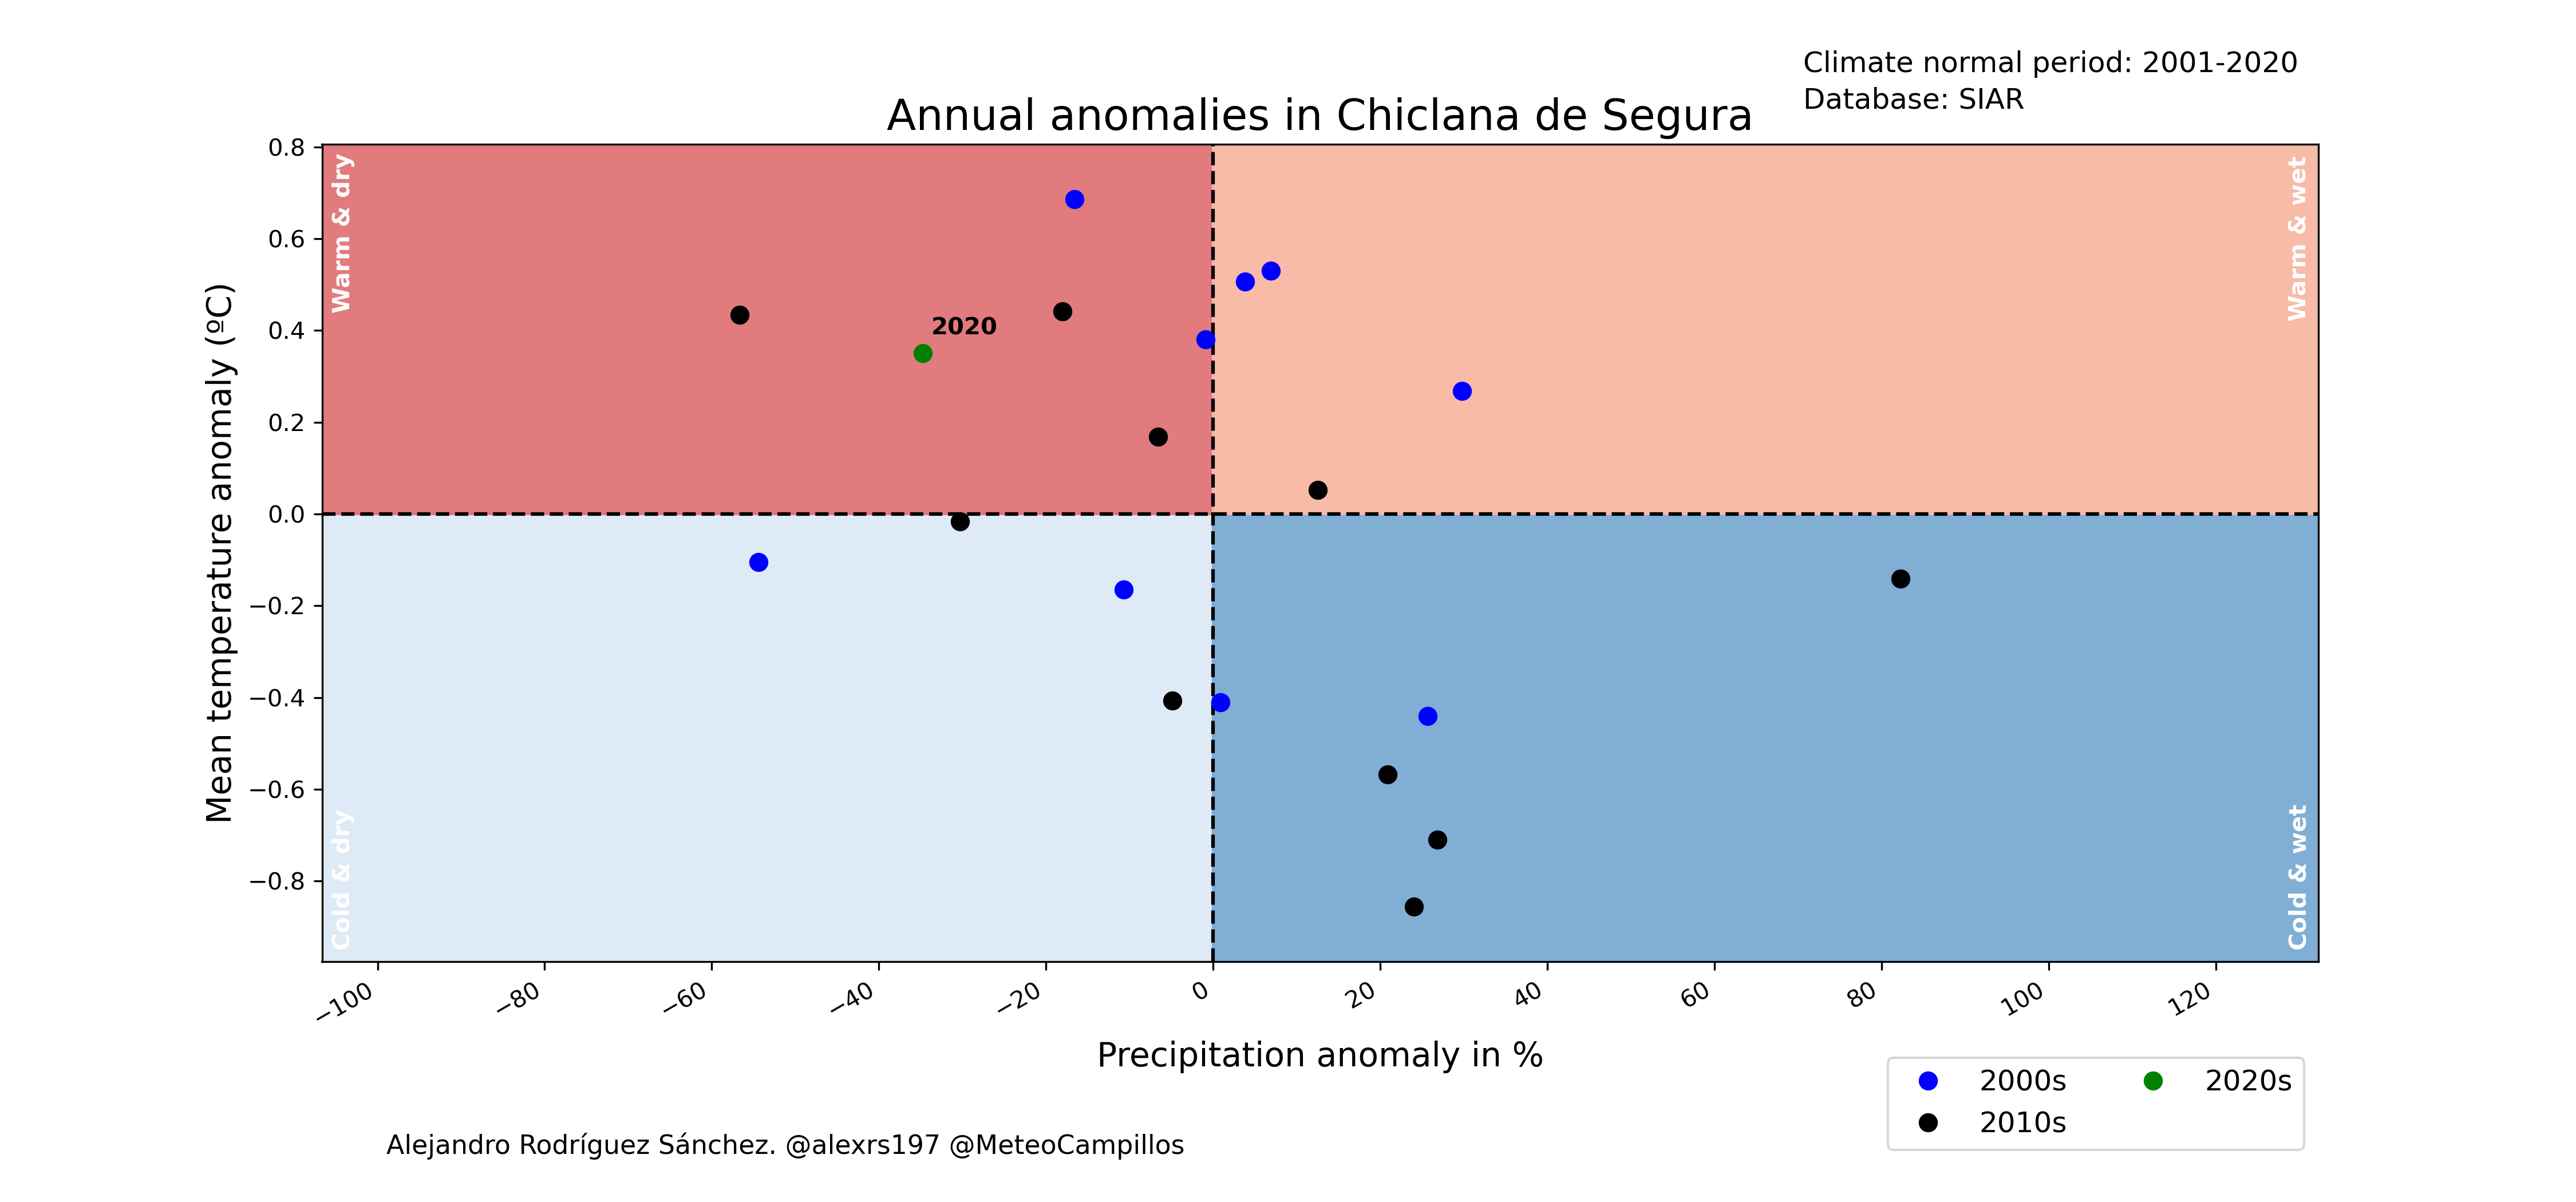 Climate normal period: 2001-2020
Database: SIAR
Annual anomalies in Chiclana de Segura
Warm & dry
Warm & wet
2020
Cold & dry
Cold & wet
Mean temperature anomaly (ºC)
0.8
0.6
0.4
0.2
0.0
−0.2
−0.4
−0.6
−0.8
−100
−80
−60
−40
−20
0
20
40
60
80
100
120
Precipitation anomaly in %
2000s
2010s
2020s
Alejandro Rodríguez Sánchez. @alexrs197 @MeteoCampillos